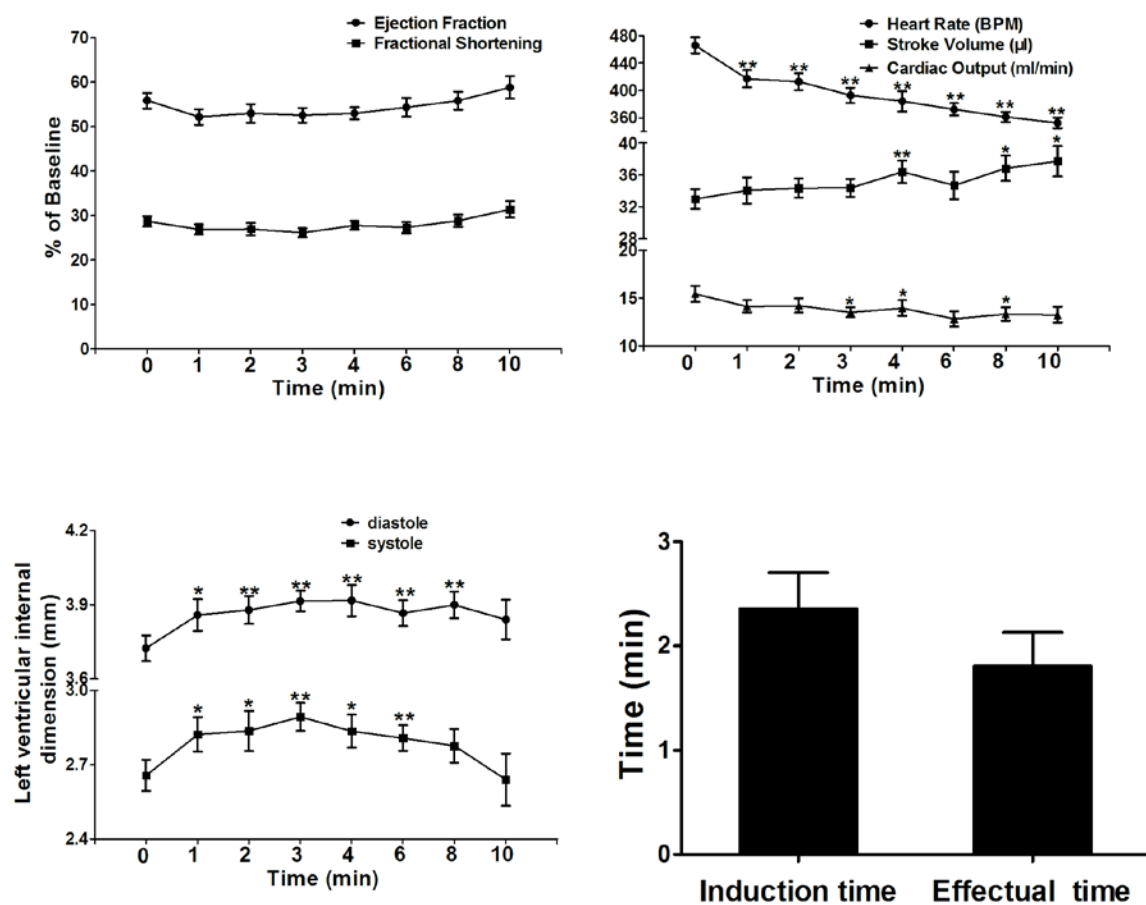 Ejection Fraction
Fractional Shortening
70
60
50
40
30
20
10
0
% of Baseline
0 1 2 3 4 6 8 10
Time (min)
Heart Rate (BPM)
Stroke Volume (µl)
Cardiac Output (ml/min)
480
440
400
360
36
32
28
20
15
10
** ** ** ** ** ** **
** * *
* * *
0 1 2 3 4 6 8 10
Time (min)
diastole
systole
4.2
3.9
3.6
3.0
2.7
2.4
Left ventricular internal
dimension (mm)
* ** ** ** ** **
* * ** * **
0 1 2 3 4 6 8 10
Time (min)
3
2
1
0
Time (min)
Induction time Effectual time